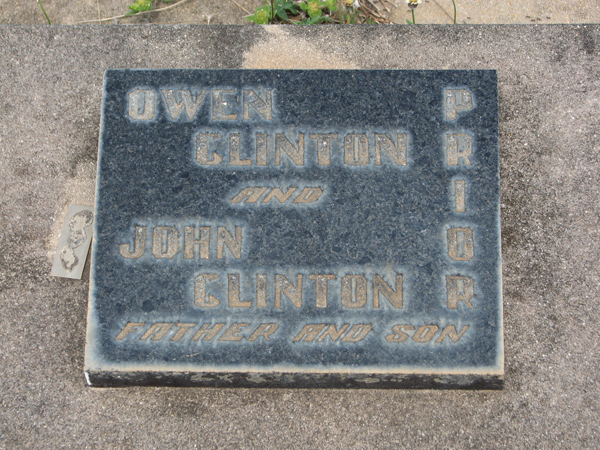 OWEN
CLINTON
AND
JOHN
CLINTON
FATHER AND SON
PRIOR